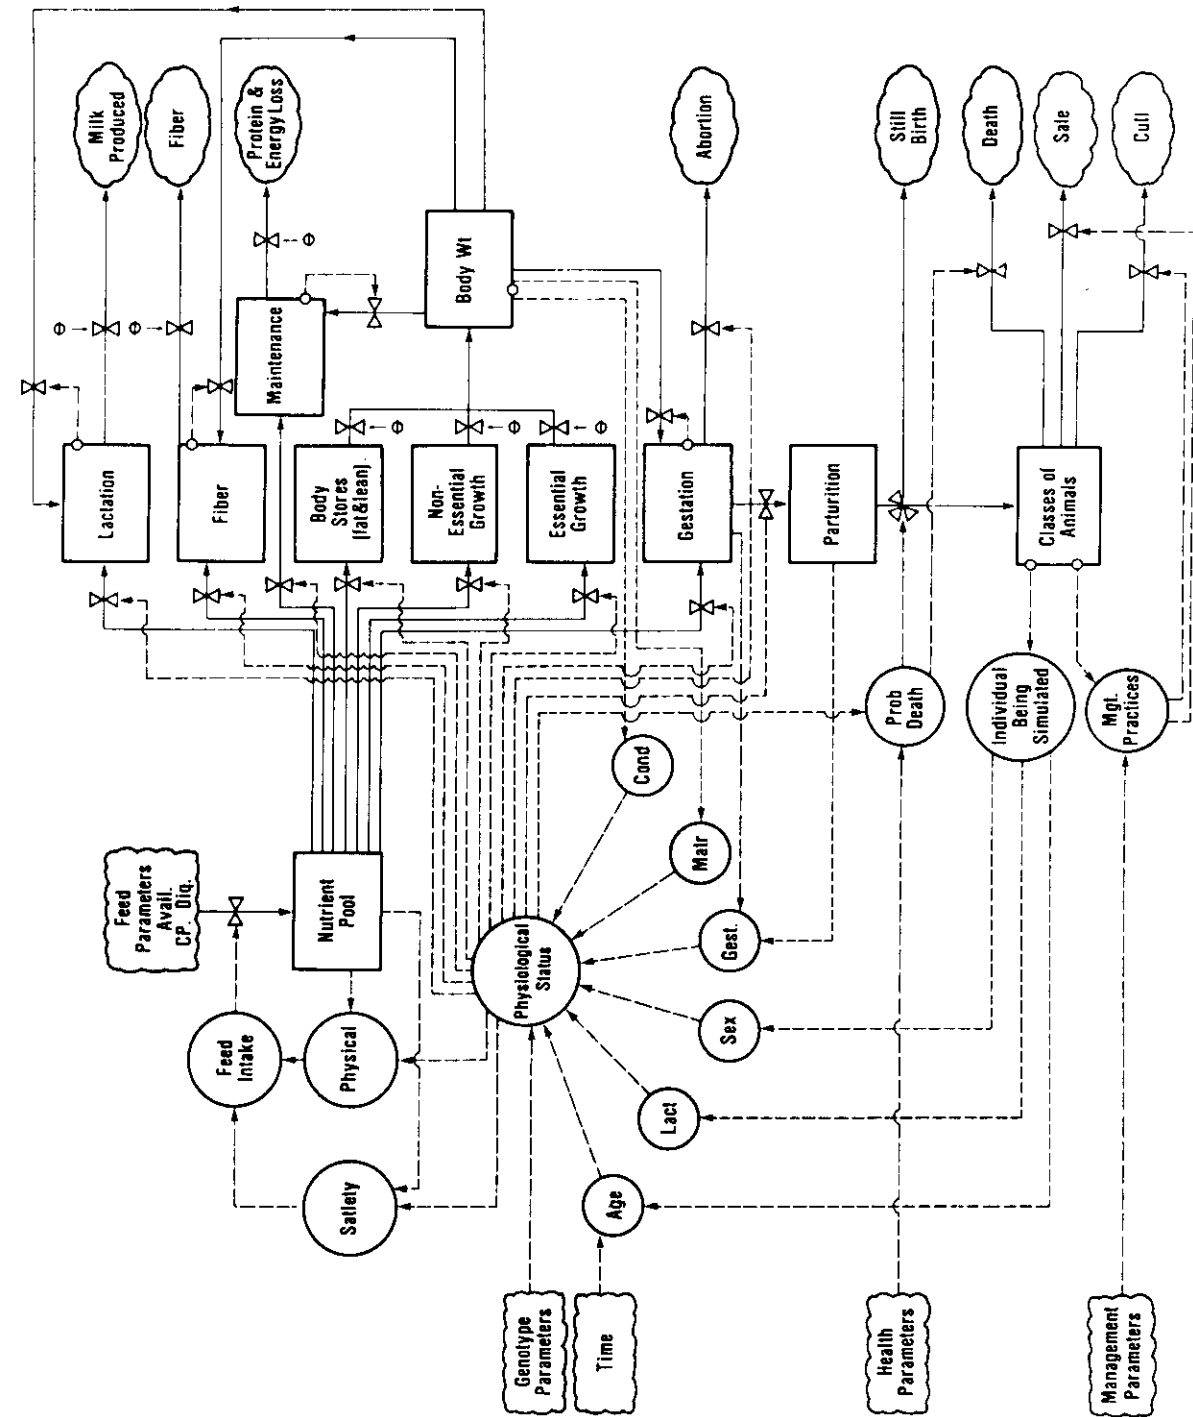 Milk
Produced
Fiber
Protein &
Energy Loss
Abortion
Still
Birth
Death
Sale
Cull
Φ
Φ
Φ
Lactation
Fiber
Maintenance
Body Wt
Body
Stores
(fat&lean)
Non-
Essential
Growth
Essential
Growth
Φ
Φ
Φ
Gestation
Parturition
Classes of
Animals
Feed
Parameters
Avail.
CP. Dig.
Nutrient
Pool
Feed
Intake
Physical
Satiety
Physiological
Status
Cond
Matr
Gest.
Sex
Lact
Age
Prob
Death
Individual
Being
Simulated
Mgt.
Practices
Genotype
Parameters
Time
Health
Parameters
Management
Parameters